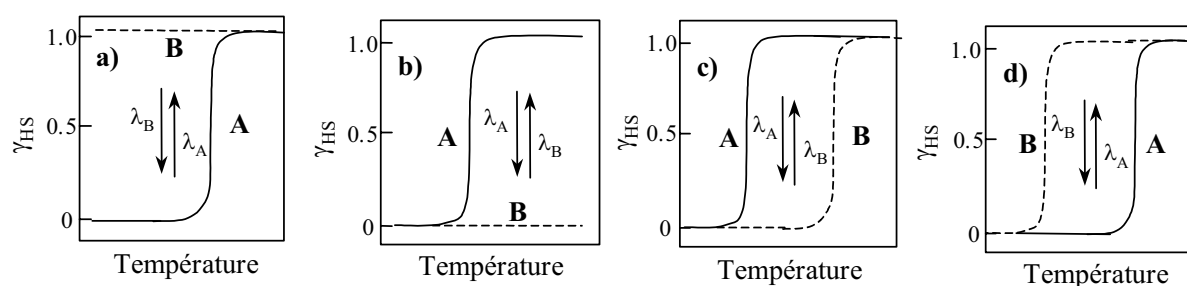 a)
γHS
1.0
0.5
0
B
A
λB
λA
Température
b)
γHS
1.0
0.5
0
A
B
λA
λB
Température
c)
γHS
1.0
0.5
0
A
B
λA
λB
Température
d)
γHS
1.0
0.5
0
B
A
λB
λA
Température